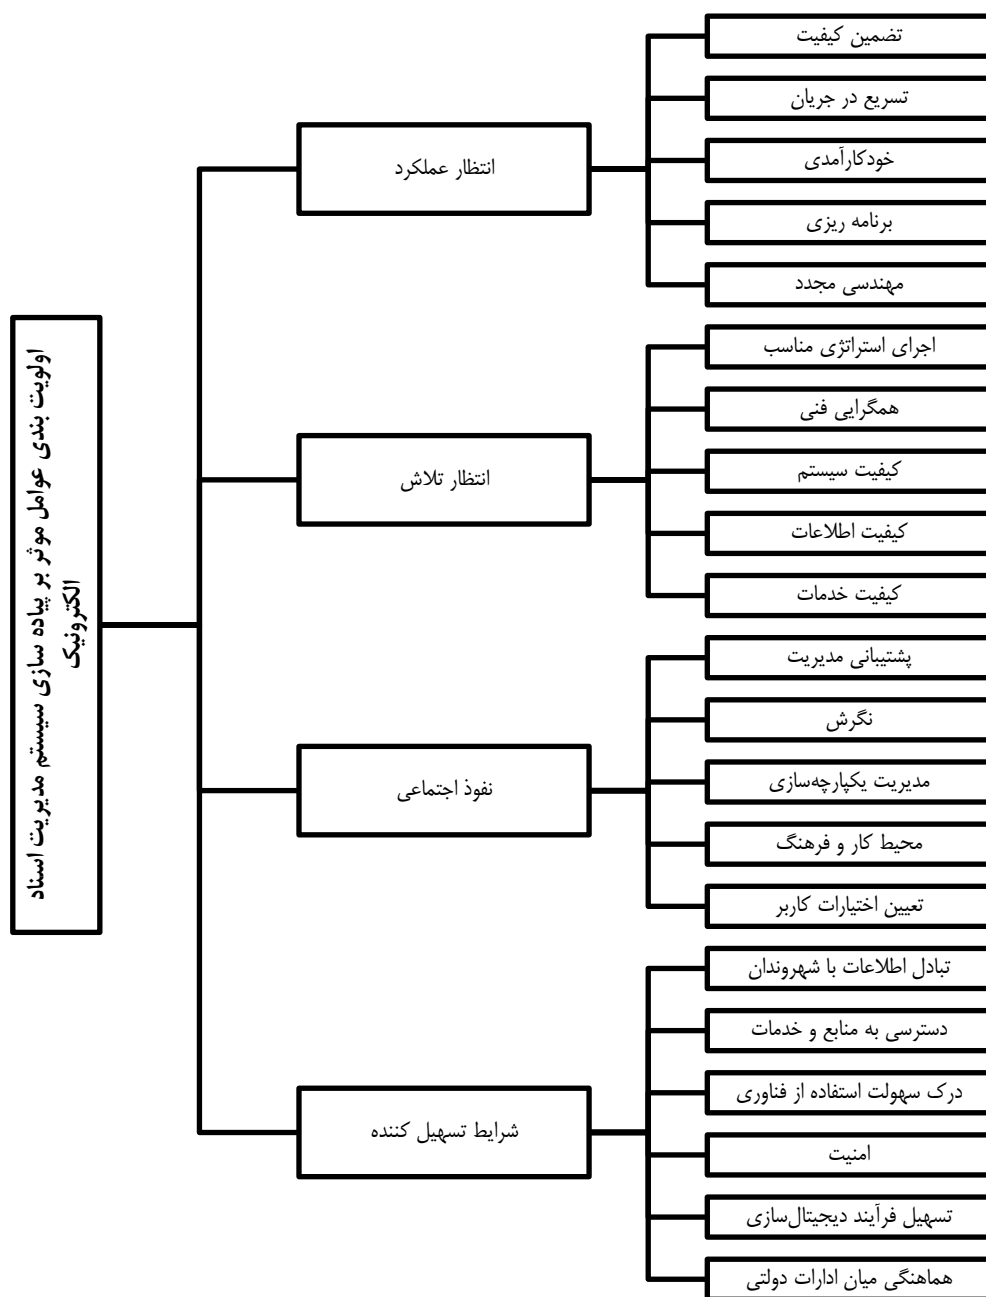 اولویت بندی عوامل موثر بر پیاده سازی سیستم مدیریت اسناد
الکترونیک
انتظار عملکرد
تضمین کیفیت
تسریع در جریان
خودکارآمدی
برنامه ریزی
مهندسی مجدد
انتظار تلاش
اجرای استراتژی مناسب
همگرایی فنی
کیفیت سیستم
کیفیت اطلاعات
کیفیت خدمات
نفوذ اجتماعی
پشتیبانی مدیریت
نگرش
مدیریت یکپارچه‌سازی
محیط کار و فرهنگ
تعیین اختیارات کاربر
شرایط تسهیل کننده
تبادل اطلاعات با شهروندان
دسترسی به منابع و خدمات
درک سهولت استفاده از فناوری
امنیت
تسهیل فرآیند دیجیتال‌سازی
هماهنگی میان ادارات دولتی